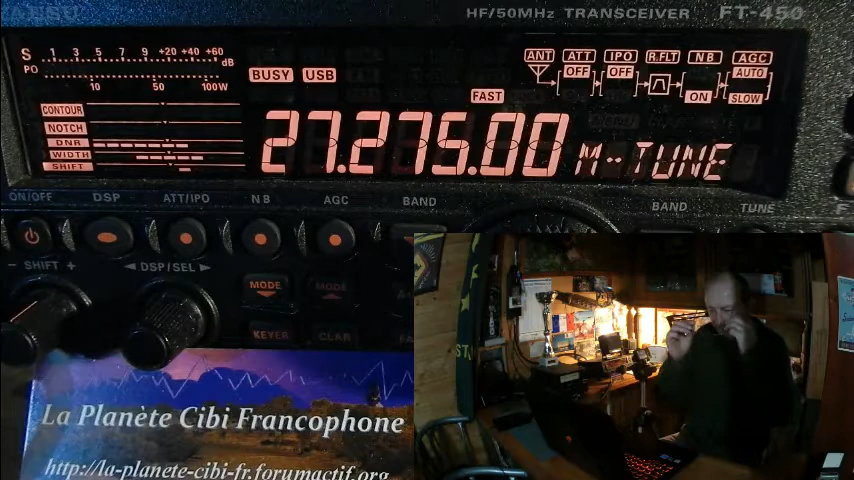 YAESU HF/50MHz TRANSCEIVER FT-450
S 1 3 5 7 9 +20 +40 +60 dB
PO 10 50 100W
BUSY USB
FAST
ANT ATT IPO R.FLT NB AGC
OFF OFF AUTO
ON SLOW
CONTOUR
NOTCH
DNR
WIDTH
SHIFT
27.275.00 M-TUNE
ON/OFF DSP ATT/IPO NB AGC BAND BAND TUNE
- SHIFT + ◄DSP/SEL► MODE MODE
KEYER CLAR
La Planète Cibi Francophone
http://la-planete-cibi-fr.forumactif.org